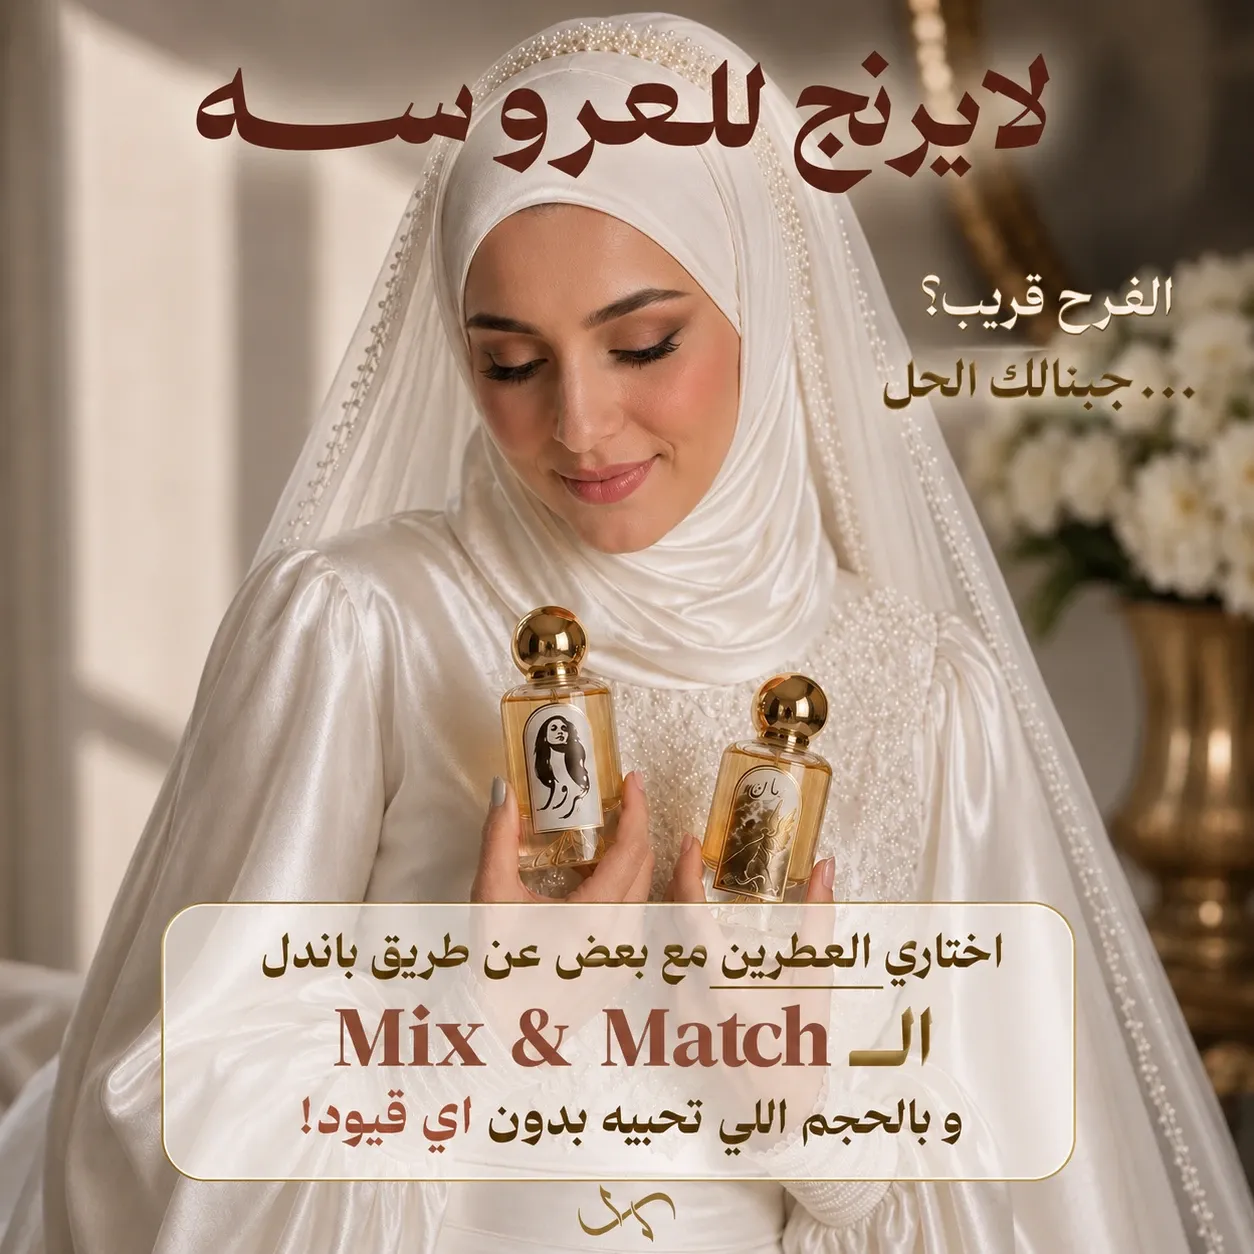 لايرنج للعروسه
الفرح قريب؟
...جبنالك الحل
بان
اختاري العطرين مع بعض عن طريق باندل
الـ Mix & Match
و بالحجم اللي تحبيه بدون اي قيود!